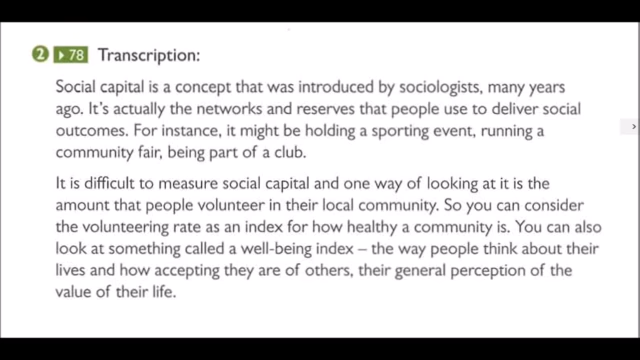 2 78 Transcription:
Social capital is a concept that was introduced by sociologists, many years
ago. It's actually the networks and reserves that people use to deliver social
outcomes. For instance, it might be holding a sporting event, running a
community fair, being part of a club.
It is difficult to measure social capital and one way of looking at it is the
amount that people volunteer in their local community. So you can consider
the volunteering rate as an index for how healthy a community is. You can also
look at something called a well-being index – the way people think about their
lives and how accepting they are of others, their general perception of the
value of their life.